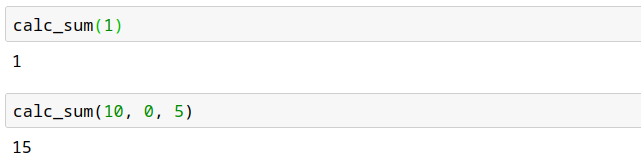 calc_sum(1)
1
calc_sum(10, 0, 5)
15